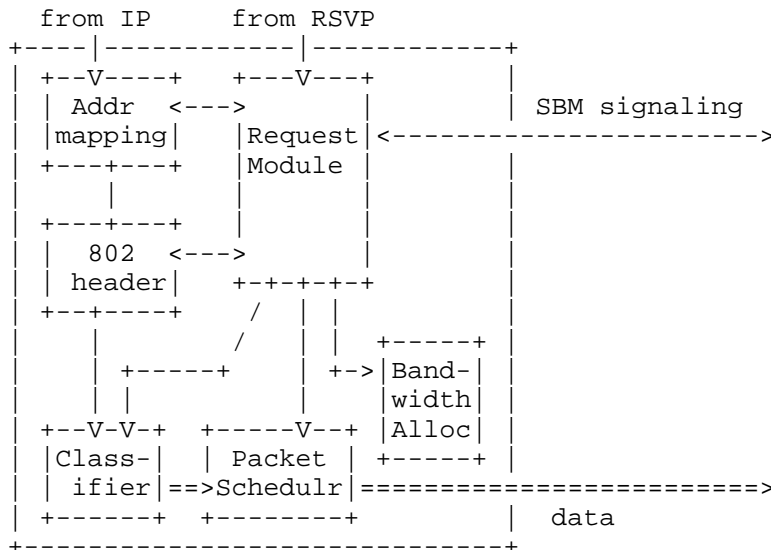 from IP from RSVP
Addr <---> SBM signaling
mapping Request <------------------------>
Module
802 <--->
header
Band-
width
Alloc
Class- Packet
ifier ==> Schedulr =========================>
data